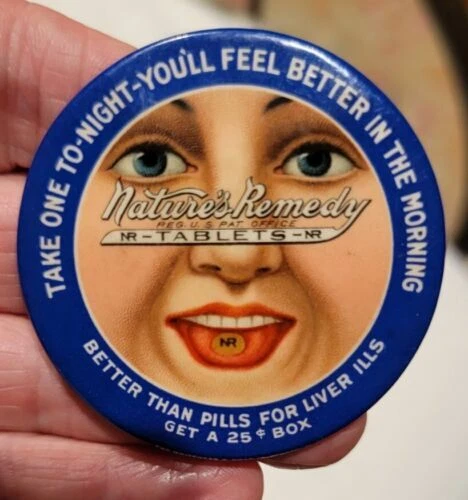 TAKE ONE TO-NIGHT-YOU'LL FEEL BETTER IN THE MORNING
Nature's Remedy
REG. U.S. PAT. OFFICE
NR-TABLETS-NR
NR
BETTER THAN PILLS FOR LIVER ILLS
GET A 25¢ BOX